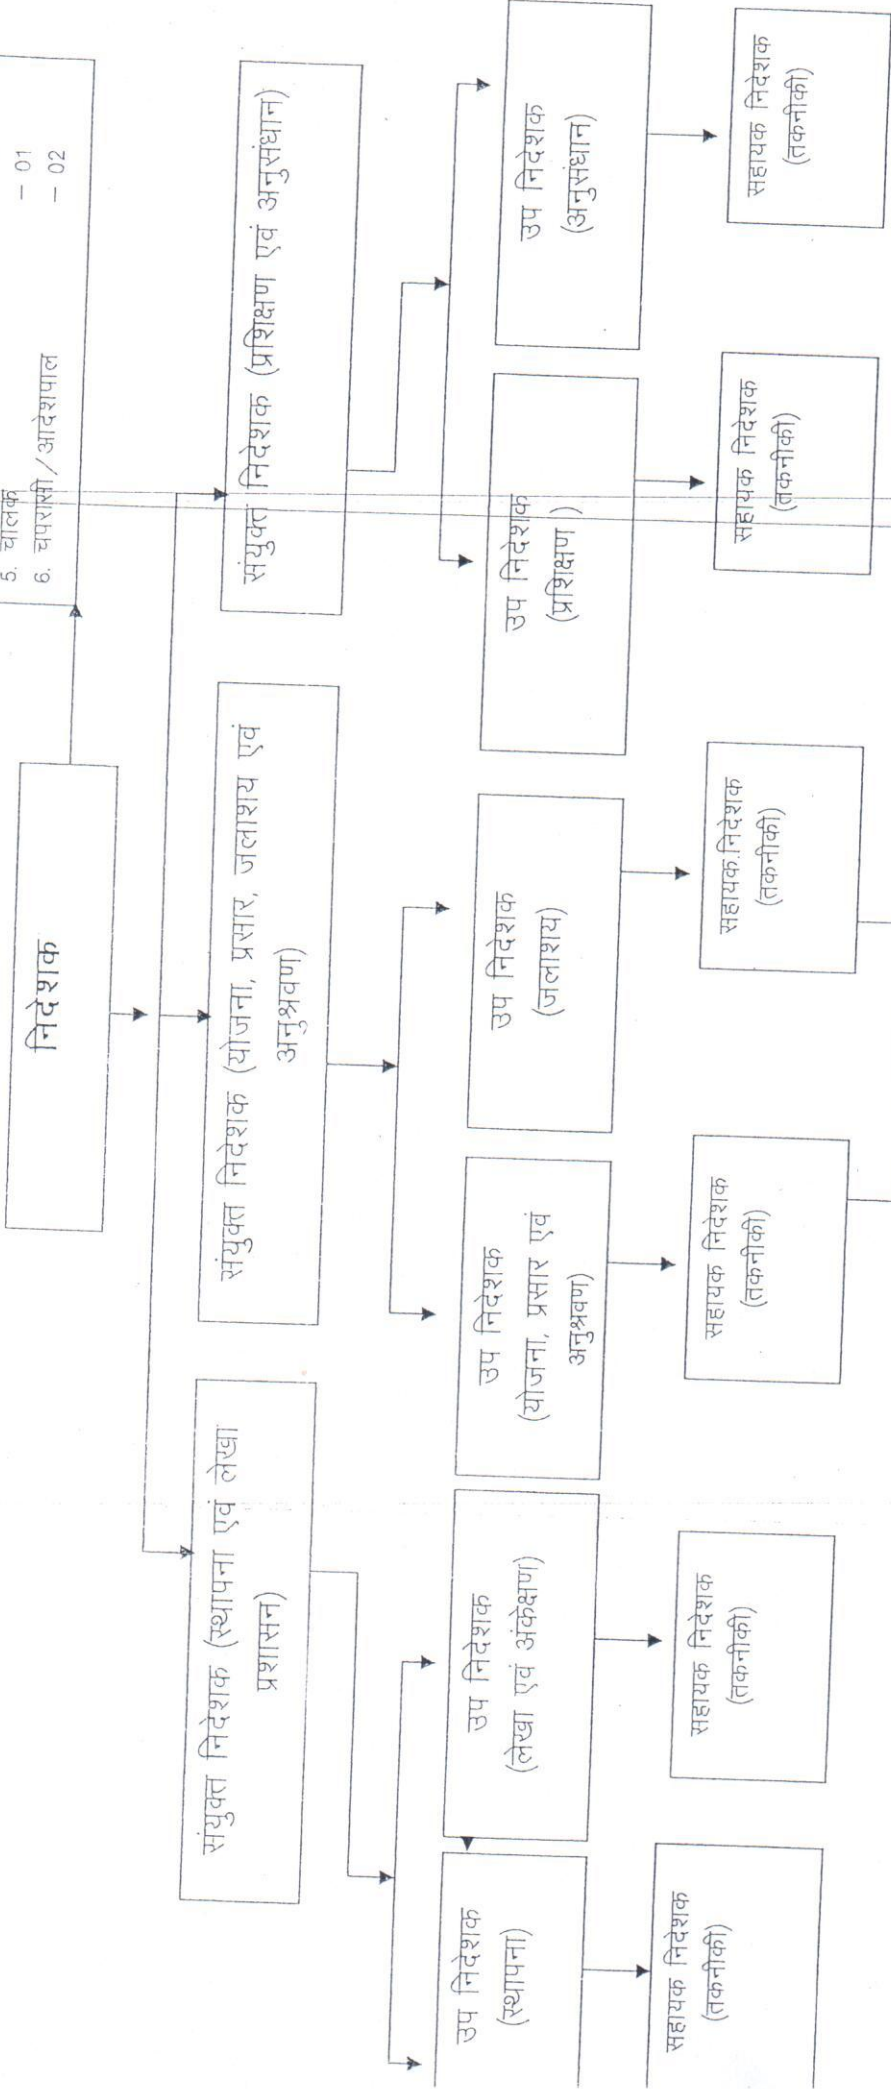 5. चालक – 01
6. चपरासी / आदेशपाल – 02
निदेशक
संयुक्त निदेशक (स्थापना एवं लेखा
प्रशासन)
संयुक्त निदेशक (योजना, प्रसार, जलाशय एवं
अनुश्रवण)
संयुक्त निदेशक (प्रशिक्षण एवं अनुसंधान)
उप निदेशक
(स्थापना)
उप निदेशक
(लेखा एवं अंकेक्षण)
उप निदेशक
(योजना, प्रसार एवं
अनुश्रवण)
उप निदेशक
(जलाशय)
उप निदेशक
(प्रशिक्षण )
उप निदेशक
(अनुसंधान)
सहायक निदेशक
(तकनीकी)
सहायक निदेशक
(तकनीकी)
सहायक निदेशक
(तकनीकी)
सहायक.निदेशक
(तकनीकी)
सहायक निदेशक
(तकनीकी)
सहायक निदेशक
(तकनीकी)